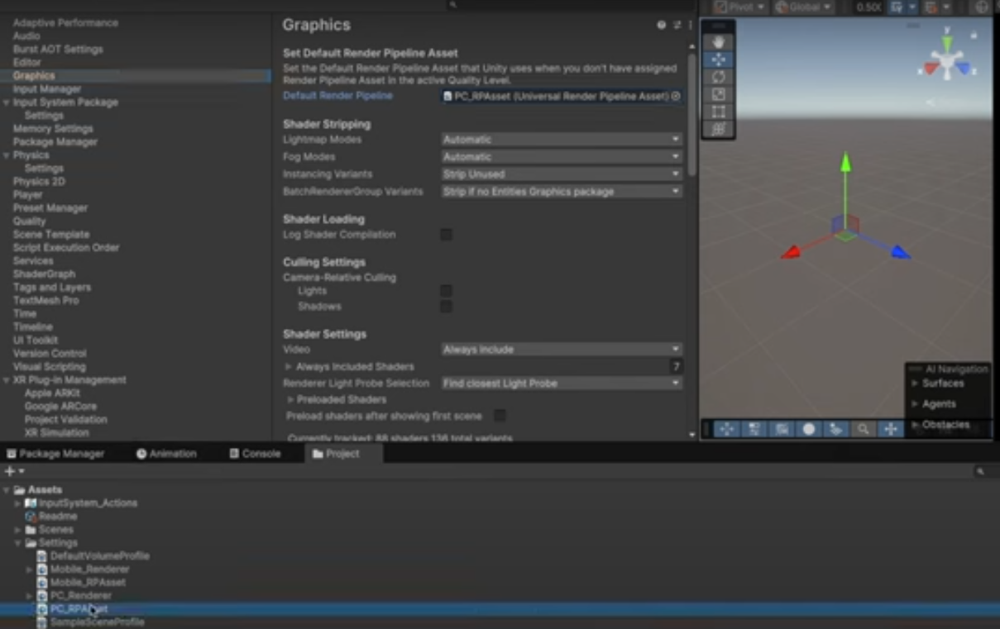 Adaptive Performance
Audio
Burst AOT Settings
Editor
Graphics
Input Manager
Input System Package
Settings
Memory Settings
Package Manager
Physics
Settings
Physics 2D
Player
Preset Manager
Quality
Scene Template
Script Execution Order
Services
ShaderGraph
Tags and Layers
TextMesh Pro
Time
Timeline
UI Toolkit
Version Control
Visual Scripting
XR Plug-in Management
Apple ARKit
Google ARCore
Project Validation
XR Simulation
Graphics
Set Default Render Pipeline Asset
Set the Default Render Pipeline Asset that Unity uses when you don't have assigned
Render Pipeline Asset in the active Quality Level.
Default Render Pipeline PC_RPAsset (Universal Render Pipeline Asset)
Shader Stripping
Lightmap Modes Automatic
Fog Modes Automatic
Instancing Variants Strip Unused
BatchRendererGroup Variants Strip if no Entities Graphics package
Shader Loading
Log Shader Compilation
Culling Settings
Camera-Relative Culling
Lights
Shadows
Shader Settings
Video Always include
Always Included Shaders 7
Renderer Light Probe Selection Find closest Light Probe
Preloaded Shaders
Preload shaders after showing first scene
Currently tracked: 88 shaders 136 total variants
Pivot Global 0.50
y
x
z
AI Navigation
Surfaces
Agents
Obstacles
Package Manager Animation Console Project
Assets
InputSystem_Actions
Readme
Scenes
Settings
DefaultVolumeProfile
Mobile_Renderer
Mobile_RPAsset
PC_Renderer
PC_RPAsset
SampleSceneProfile